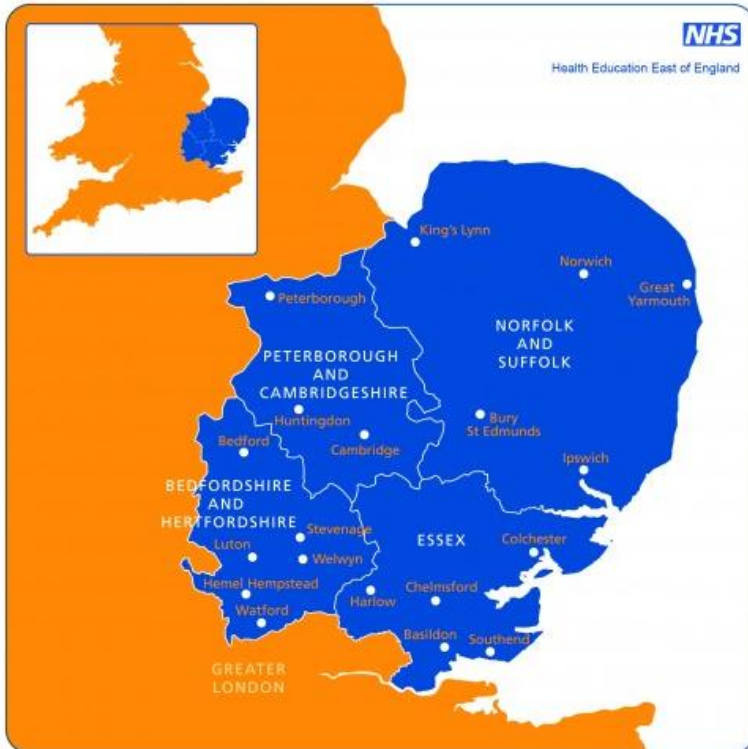 NHS
Health Education East of England
King's Lynn
Norwich
Great
Yarmouth
Peterborough
NORFOLK
AND
SUFFOLK
PETERBOROUGH
AND
CAMBRIDGESHIRE
Huntingdon
Bury
St Edmunds
Cambridge
Bedford
Ipswich
BEDFORDSHIRE
AND
HERTFORDSHIRE
Stevenage
ESSEX
Colchester
Luton
Welwyn
Hemel Hempstead
Chelmsford
Harlow
Watford
Basildon
Southend
GREATER
LONDON